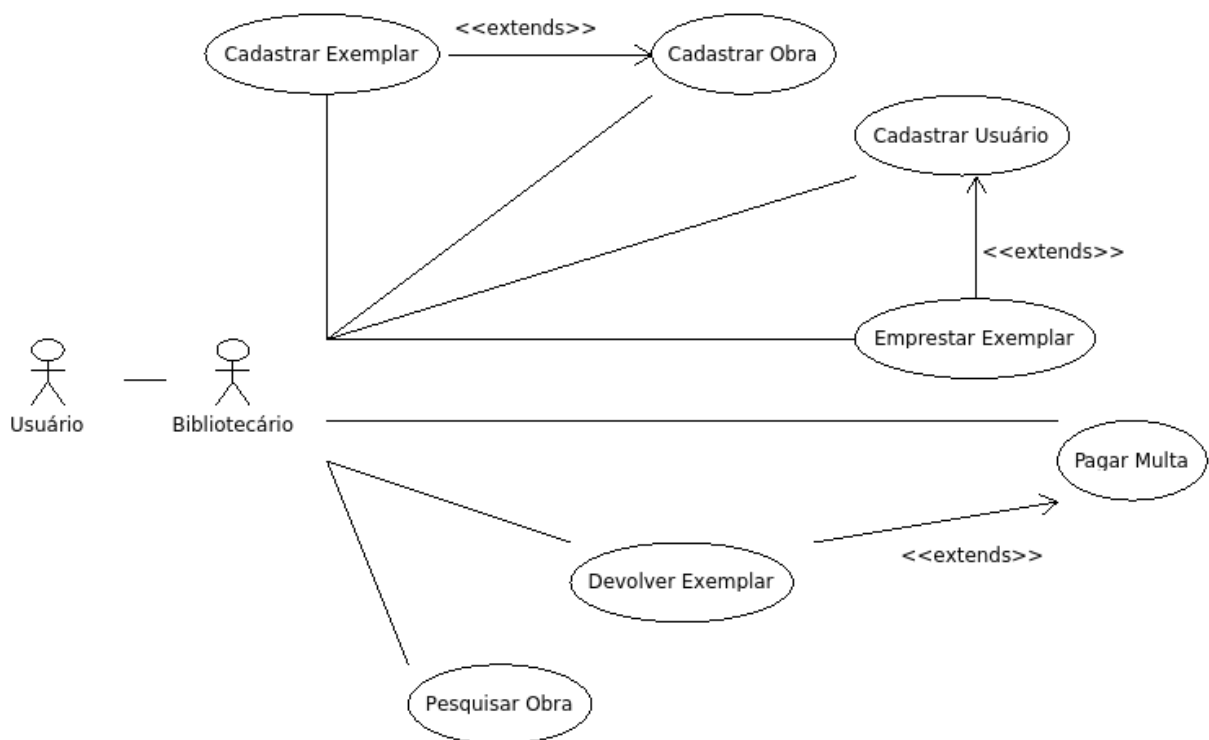 <<extends>>
Cadastrar Exemplar
Cadastrar Obra
Cadastrar Usuário
<<extends>>
Emprestar Exemplar
Usuário
Bibliotecário
Pagar Multa
<<extends>>
Devolver Exemplar
Pesquisar Obra